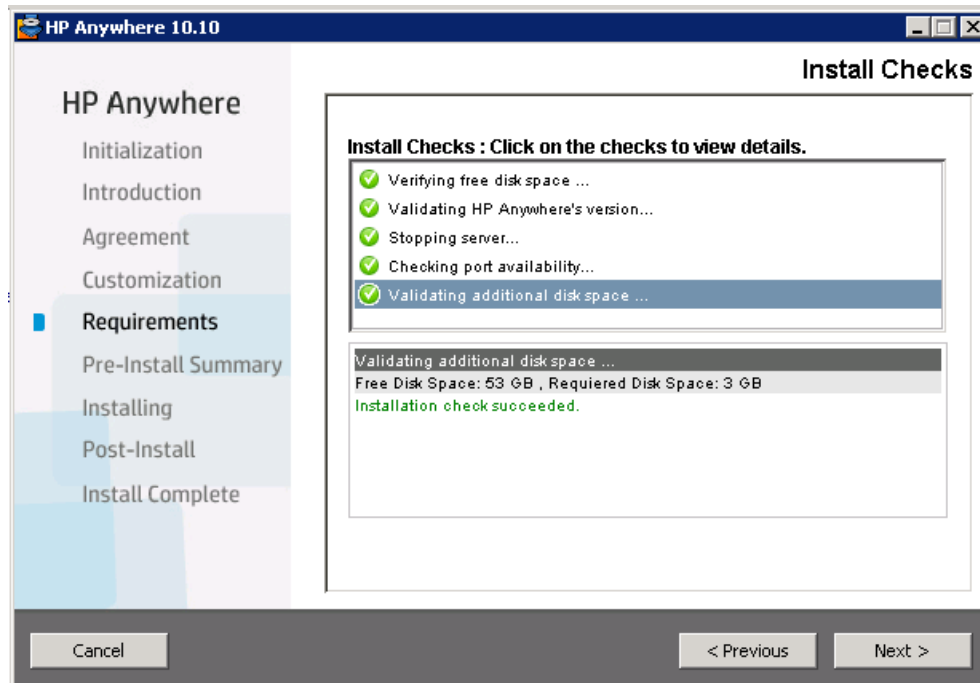 HP Anywhere 10.10
Install Checks
HP Anywhere
Initialization
Introduction
Agreement
Customization
Requirements
Pre-Install Summary
Installing
Post-Install
Install Complete
Install Checks : Click on the checks to view details.
Verifying free disk space ...
Validating HP Anywhere's version...
Stopping server...
Checking port availability...
Validating additional disk space ...
Validating additional disk space ...
Free Disk Space: 53 GB , Requiered Disk Space: 3 GB
Installation check succeeded.
Cancel
< Previous
Next >